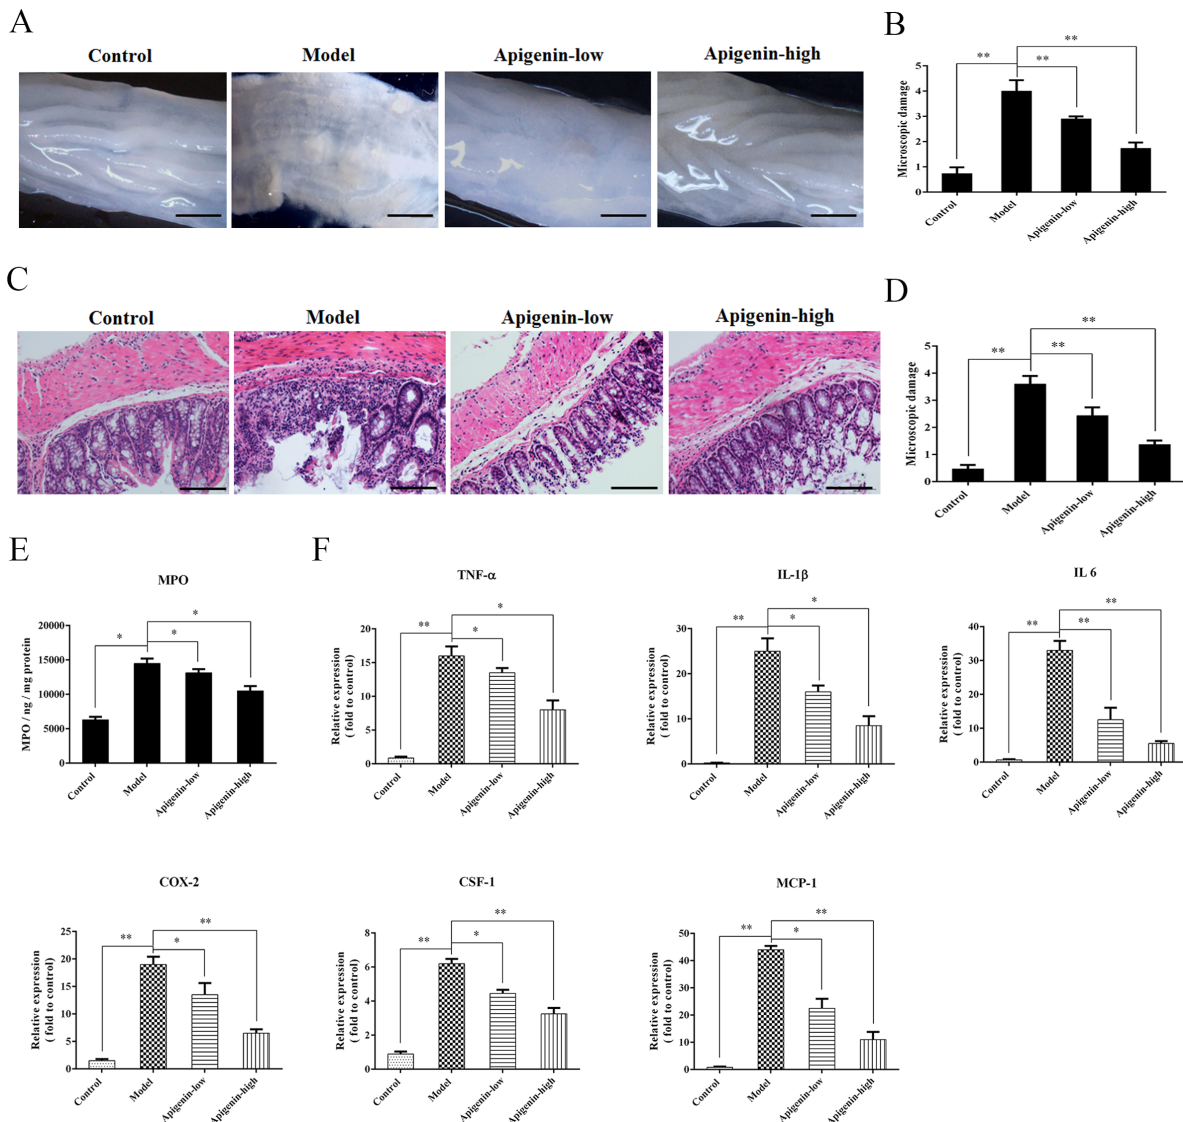 A
Control
Model
Apigenin-low
Apigenin-high
B
Microscopic damage
5
4
3
2
1
0
**
**
**
Control
Model
Apigenin-low
Apigenin-high
C
Control
Model
Apigenin-low
Apigenin-high
D
Microscopic damage
5
4
3
2
1
0
**
**
**
Control
Model
Apigenin-low
Apigenin-high
E
MPO
MPO / ng / mg protein
20000
15000
10000
5000
0
*
*
*
Control
Model
Apigenin-low
Apigenin-high
F
TNF-α
Relative expression
( fold to control)
20
15
10
5
0
**
*
*
Control
Model
Apigenin-low
Apigenin-high
IL-1β
Relative expression
( fold to control)
30
20
10
0
**
*
*
Control
Model
Apigenin-low
Apigenin-high
IL 6
Relative expression
( fold to control)
40
30
20
10
0
**
**
**
Control
Model
Apigenin-low
Apigenin-high
COX-2
Relative expression
( fold to control)
25
20
15
10
5
0
**
*
**
Control
Model
Apigenin-low
Apigenin-high
CSF-1
Relative expression
( fold to control)
8
6
4
2
0
**
*
**
Control
Model
Apigenin-low
Apigenin-high
MCP-1
Relative expression
( fold to control)
50
40
30
20
10
0
**
*
**
Control
Model
Apigenin-low
Apigenin-high